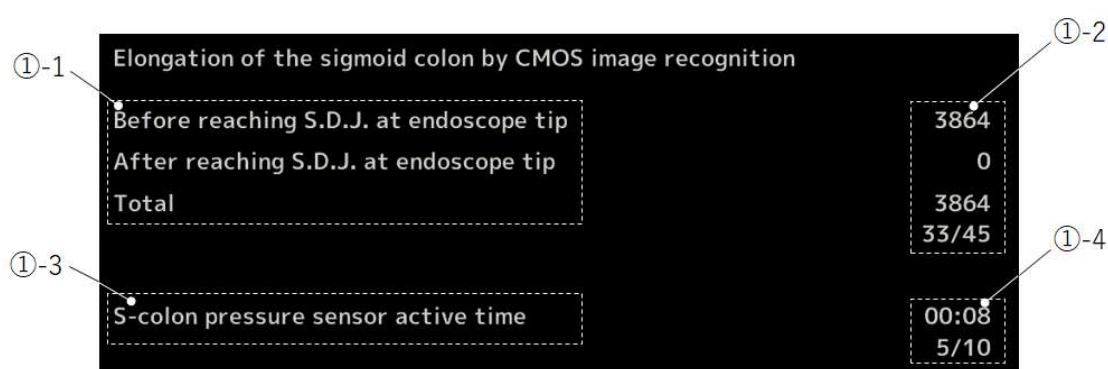 ①-1
①-2
Elongation of the sigmoid colon by CMOS image recognition
Before reaching S.D.J. at endoscope tip 3864
After reaching S.D.J. at endoscope tip 0
Total 3864
33/45
①-3
①-4
S-colon pressure sensor active time 00:08
5/10